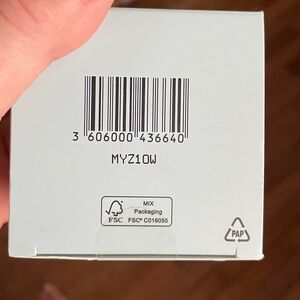 3 606000 436640
MYZ10W
MIX
Packaging
FSC
FSC® C016055
PAP